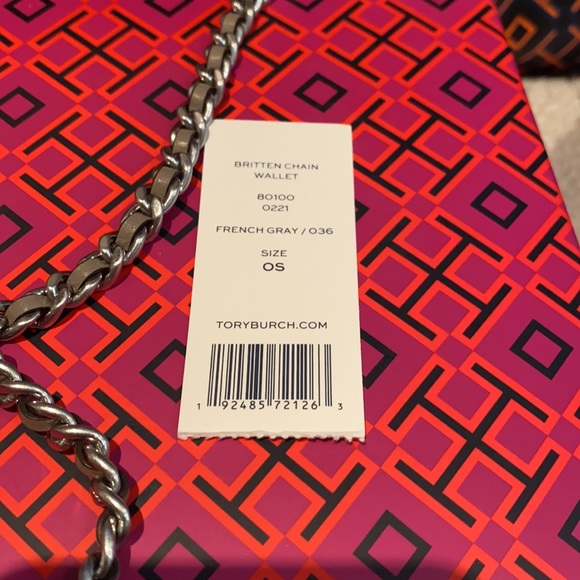 BRITTEN CHAIN
WALLET
80100
0221
FRENCH GRAY / 036
SIZE
OS
TORYBURCH.COM
1 92485 72126 3